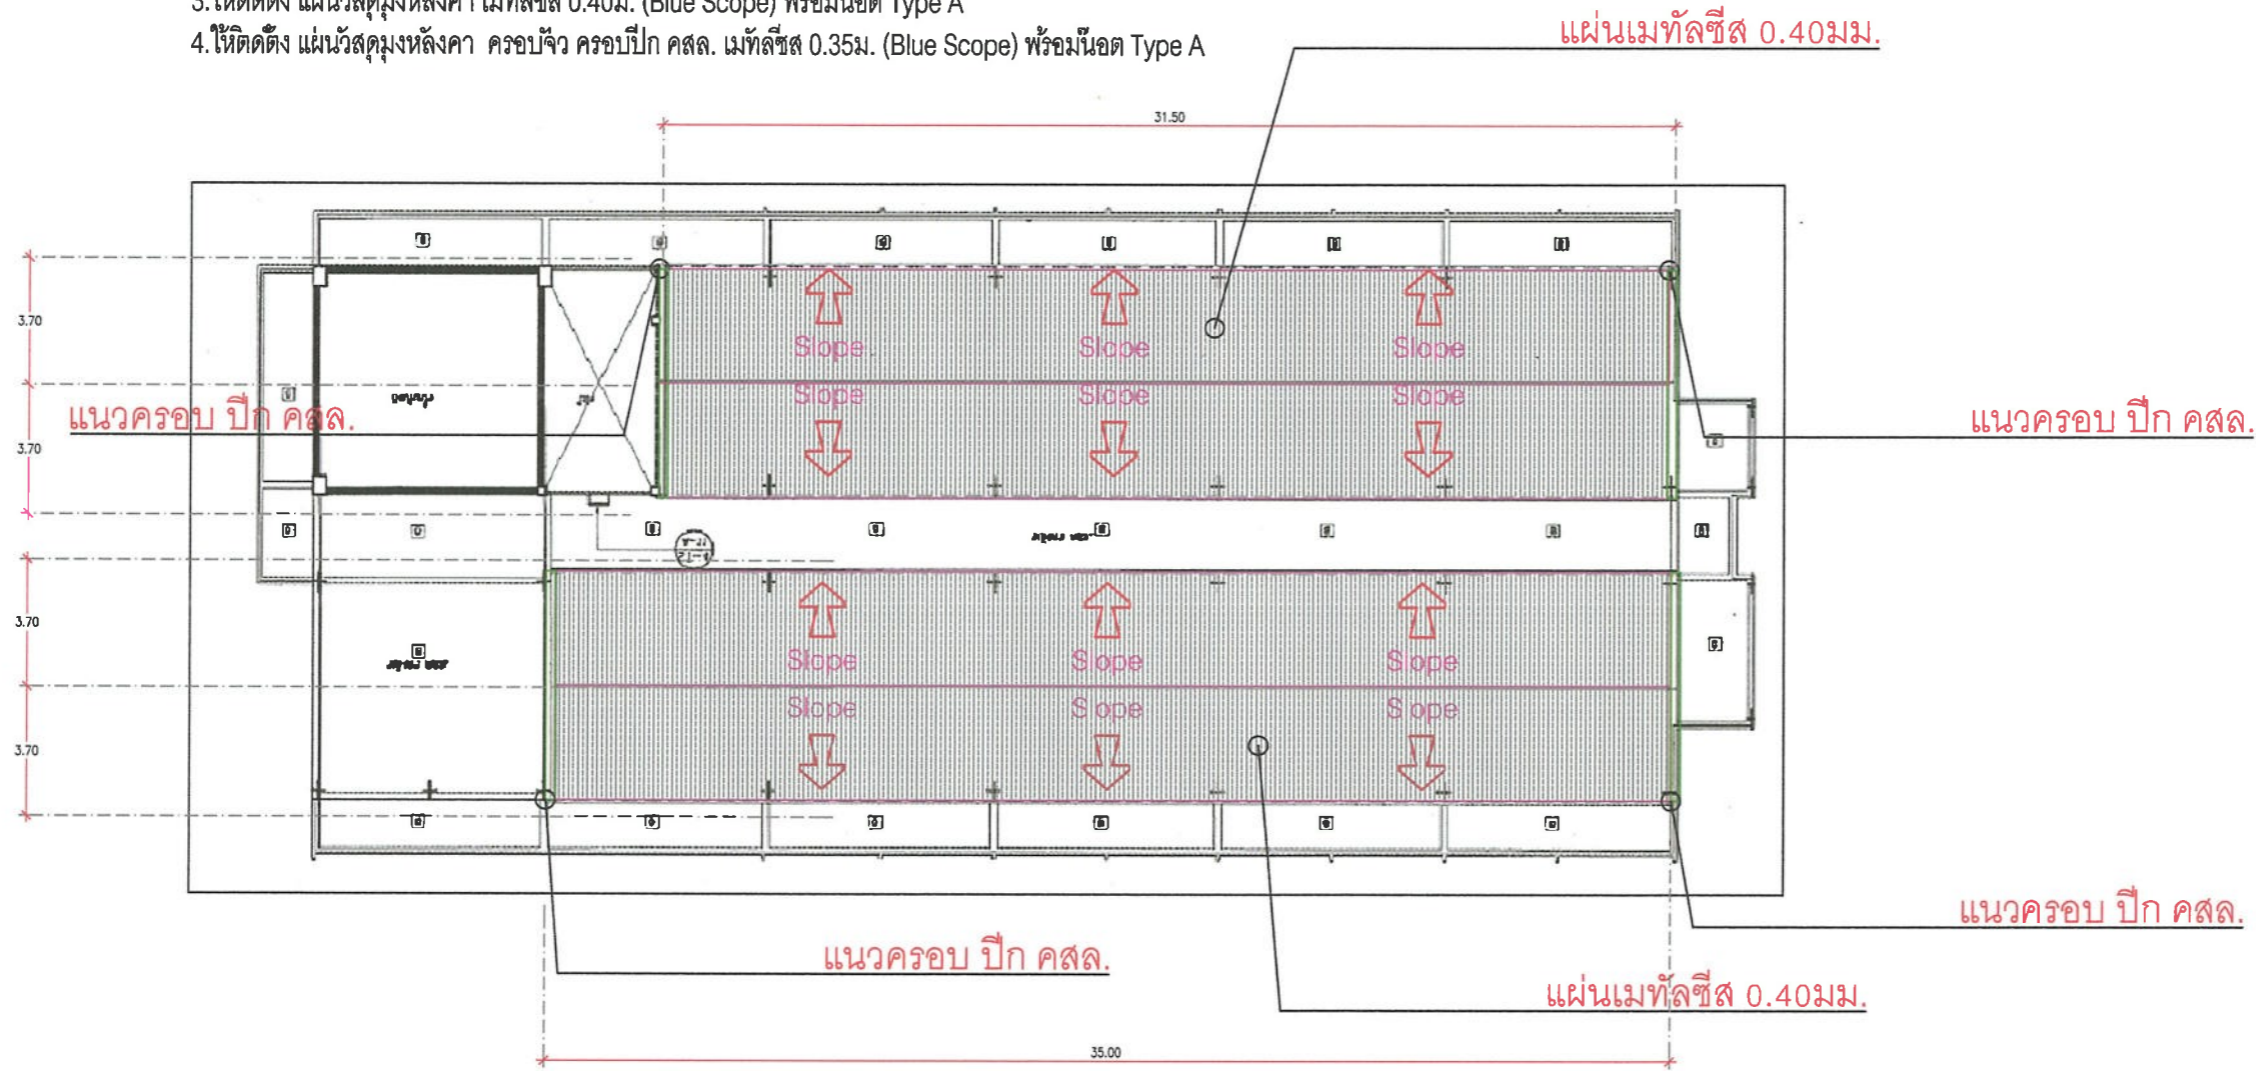 3.ให้ติดตั้ง แผ่นวัสดุมุงหลังคา เมทัลซีส 0.40ม. (Blue Scope) พร้อมน๊อต Type A
4.ให้ติดตั้ง แผ่นวัสดุมุงหลังคา ครอบจั่ว ครอบปีก คสล. เมทัลซีส 0.35ม. (Blue Scope) พร้อมน๊อต Type A
แผ่นเมทัลซีส 0.40มม.
31.50
3.70
Slope Slope Slope
Slope Slope Slope
แนวครอบ ปีก คสล.
แนวครอบ ปีก คสล.
3.70
3.70
Slope Slope Slope
Slope Slope Slope
3.70
แนวครอบ ปีก คสล.
แนวครอบ ปีก คสล.
แผ่นเมทัลซีส 0.40มม.
35.00